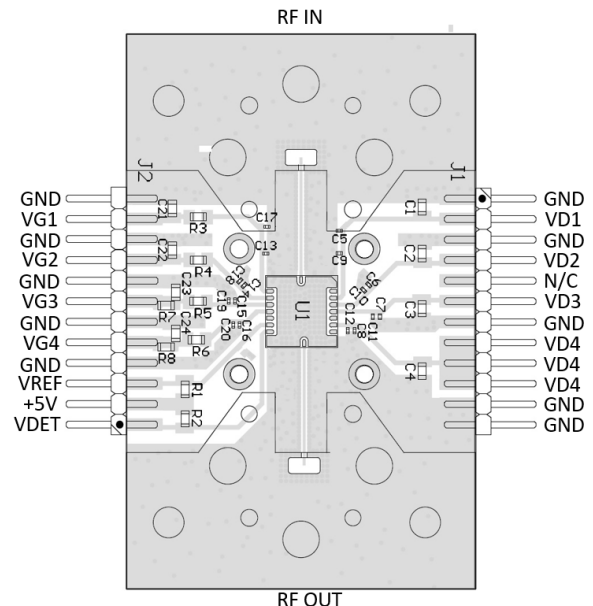 RF IN
J2
J1
GND
VG1
GND
VG2
GND
VG3
GND
VG4
GND
VREF
+5V
VDET
C21
R3
C22
R4
C23
R7
R5
C24
R8
R6
R1
R2
C17
C13
C19
C15
C20
C16
U1
C5
C9
C6
C10
C7
C12
C8
C11
C1
C2
C3
C4
GND
VD1
GND
VD2
N/C
VD3
GND
VD4
VD4
VD4
GND
GND
RF OUT